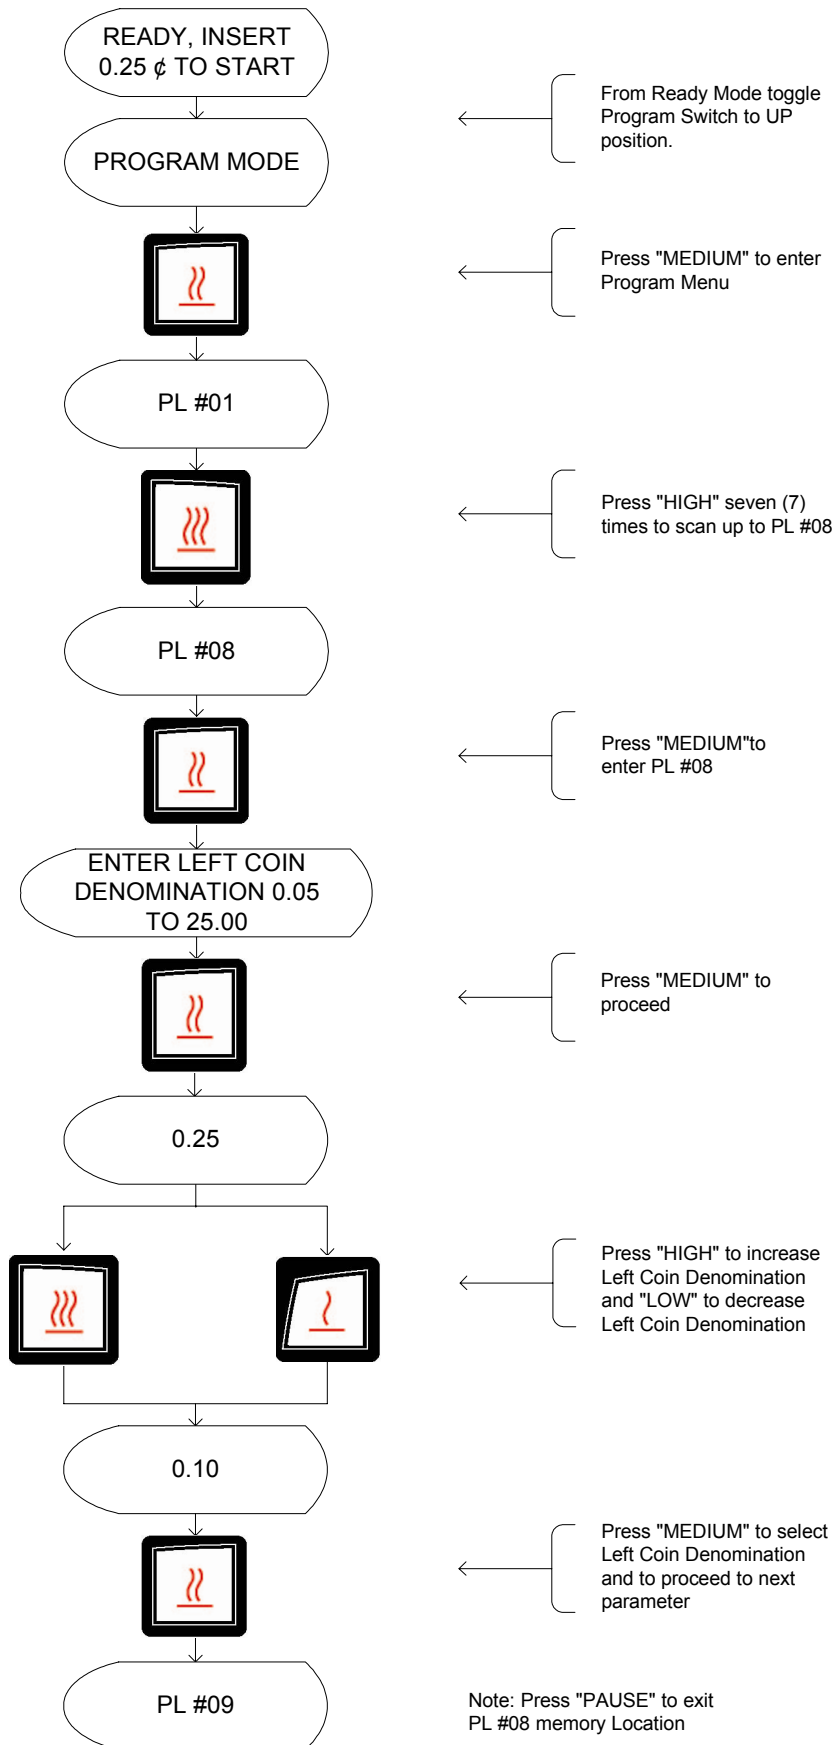 READY, INSERT
0.25 ¢ TO START
From Ready Mode toggle
Program Switch to UP
position.
PROGRAM MODE
Press "MEDIUM" to enter
Program Menu
PL #01
Press "HIGH" seven (7)
times to scan up to PL #08
PL #08
Press "MEDIUM"to
enter PL #08
ENTER LEFT COIN
DENOMINATION 0.05
TO 25.00
Press "MEDIUM" to
proceed
0.25
Press "HIGH" to increase
Left Coin Denomination
and "LOW" to decrease
Left Coin Denomination
0.10
Press "MEDIUM" to select
Left Coin Denomination
and to proceed to next
parameter
PL #09
Note: Press "PAUSE" to exit
PL #08 memory Location